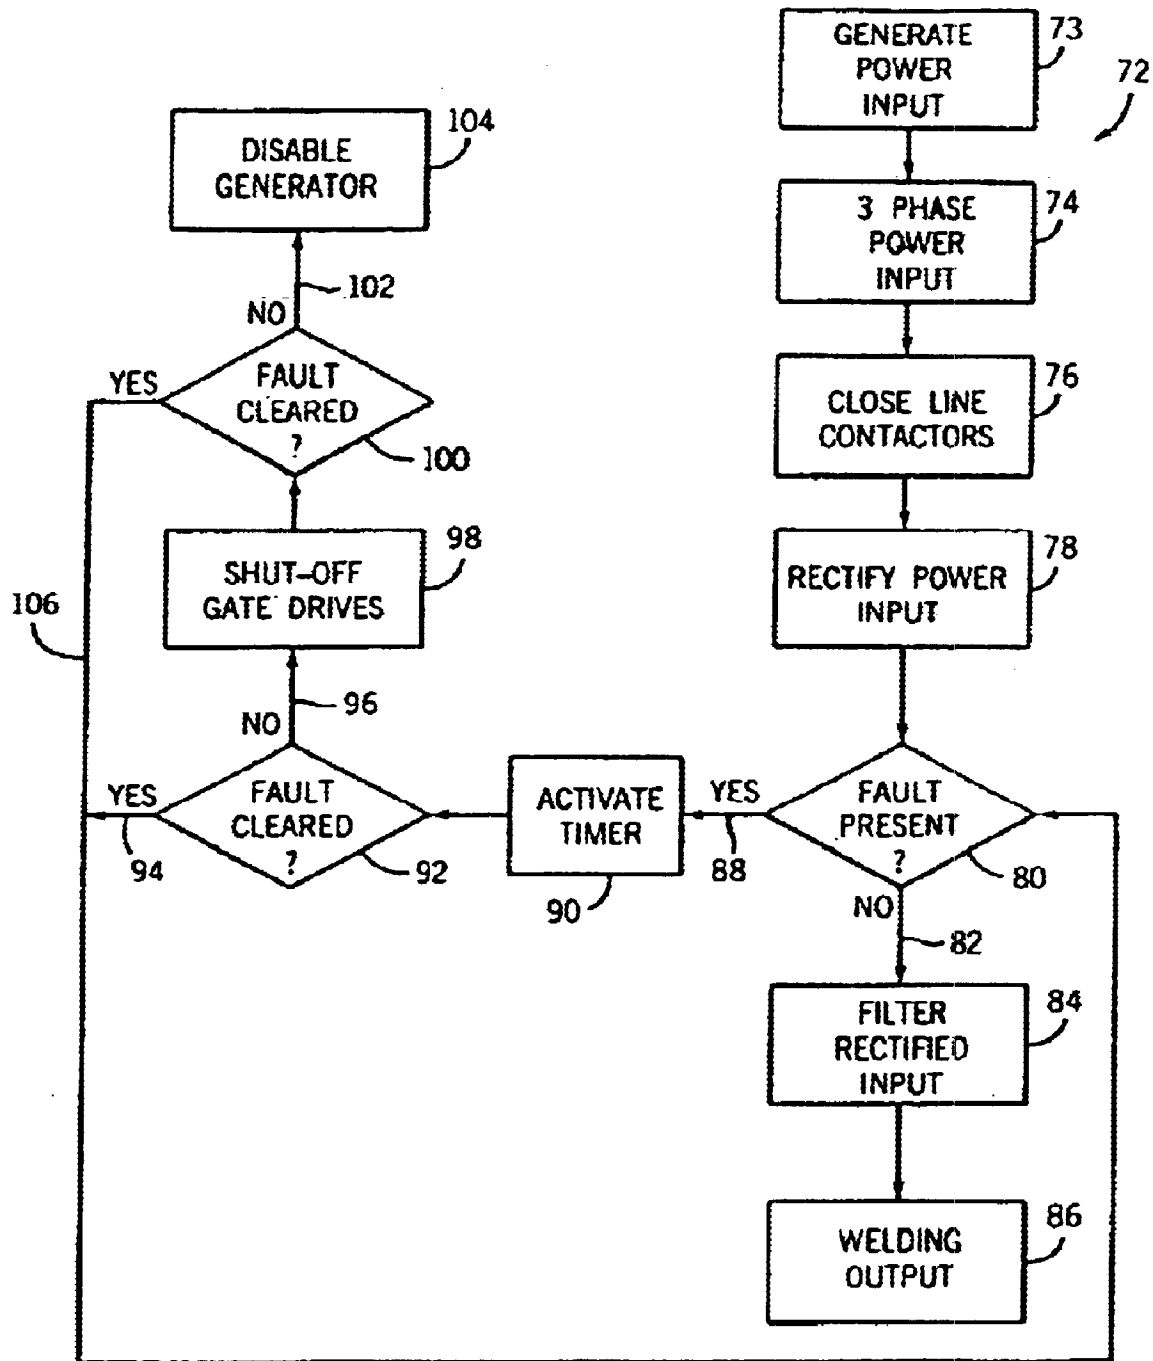 GENERATE
POWER
INPUT
73
72
3 PHASE
POWER
INPUT
74
CLOSE LINE
CONTACTORS
76
RECTIFY POWER
INPUT
78
FAULT
PRESENT
?
80
YES
88
NO
82
FILTER
RECTIFIED
INPUT
84
WELDING
OUTPUT
86
ACTIVATE
TIMER
90
FAULT
CLEARED
?
92
YES
94
NO
96
SHUT-OFF
GATE DRIVES
98
FAULT
CLEARED
?
100
YES
106
NO
102
DISABLE
GENERATOR
104